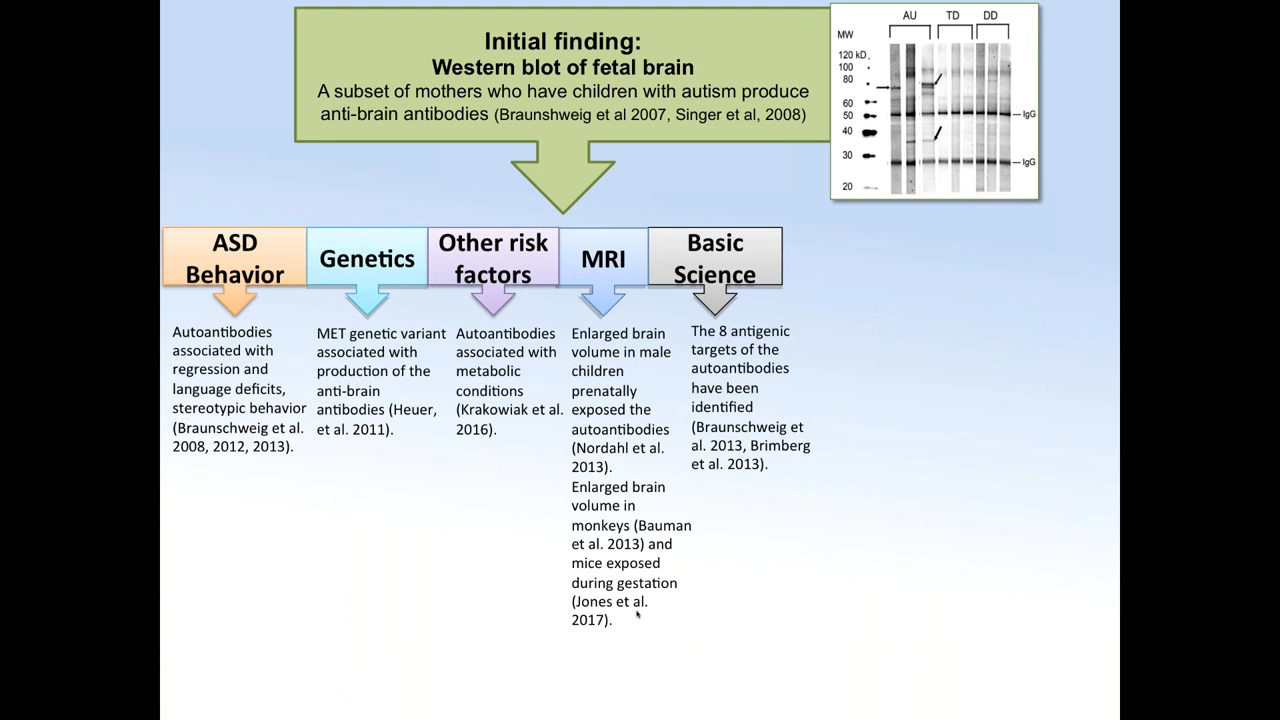 Initial finding:
Western blot of fetal brain
A subset of mothers who have children with autism produce
anti-brain antibodies (Braunshweig et al 2007, Singer et al, 2008)
AU TD DD
MW
120 kD
100
80
60
50
40
30
20
IgG
IgG
ASD
Behavior
Genetics
Other risk
factors
MRI
Basic
Science
Autoantibodies
associated with
regression and
language deficits,
stereotypic behavior
(Braunschweig et al.
2008, 2012, 2013).
MET genetic variant
associated with
production of the
anti-brain
antibodies (Heuer,
et al. 2011).
Autoantibodies
associated with
metabolic
conditions
(Krakowiak et al.
2016).
Enlarged brain
volume in male
children
prenatally
exposed the
autoantibodies
(Nordahl et al.
2013).
Enlarged brain
volume in
monkeys (Bauman
et al. 2013) and
mice exposed
during gestation
(Jones et al.
2017).
The 8 antigenic
targets of the
autoantibodies
have been
identified
(Braunschweig et
al. 2013, Brimberg
et al. 2013).